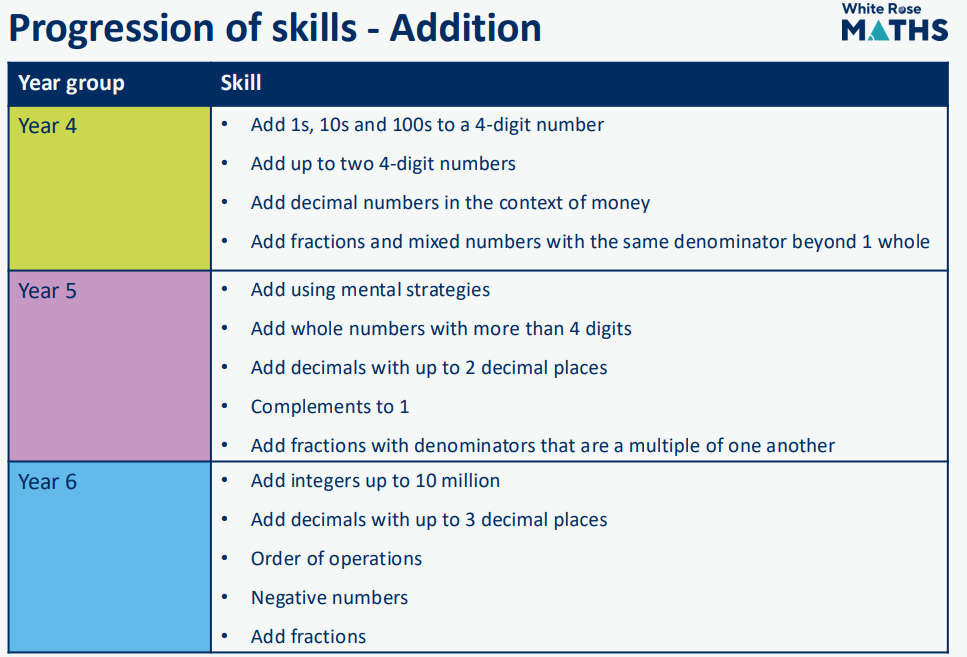 Progression of skills - Addition
White Rose
MATHS
Year group
Skill
Year 4
• Add 1s, 10s and 100s to a 4-digit number
• Add up to two 4-digit numbers
• Add decimal numbers in the context of money
• Add fractions and mixed numbers with the same denominator beyond 1 whole
Year 5
• Add using mental strategies
• Add whole numbers with more than 4 digits
• Add decimals with up to 2 decimal places
• Complements to 1
• Add fractions with denominators that are a multiple of one another
Year 6
• Add integers up to 10 million
• Add decimals with up to 3 decimal places
• Order of operations
• Negative numbers
• Add fractions